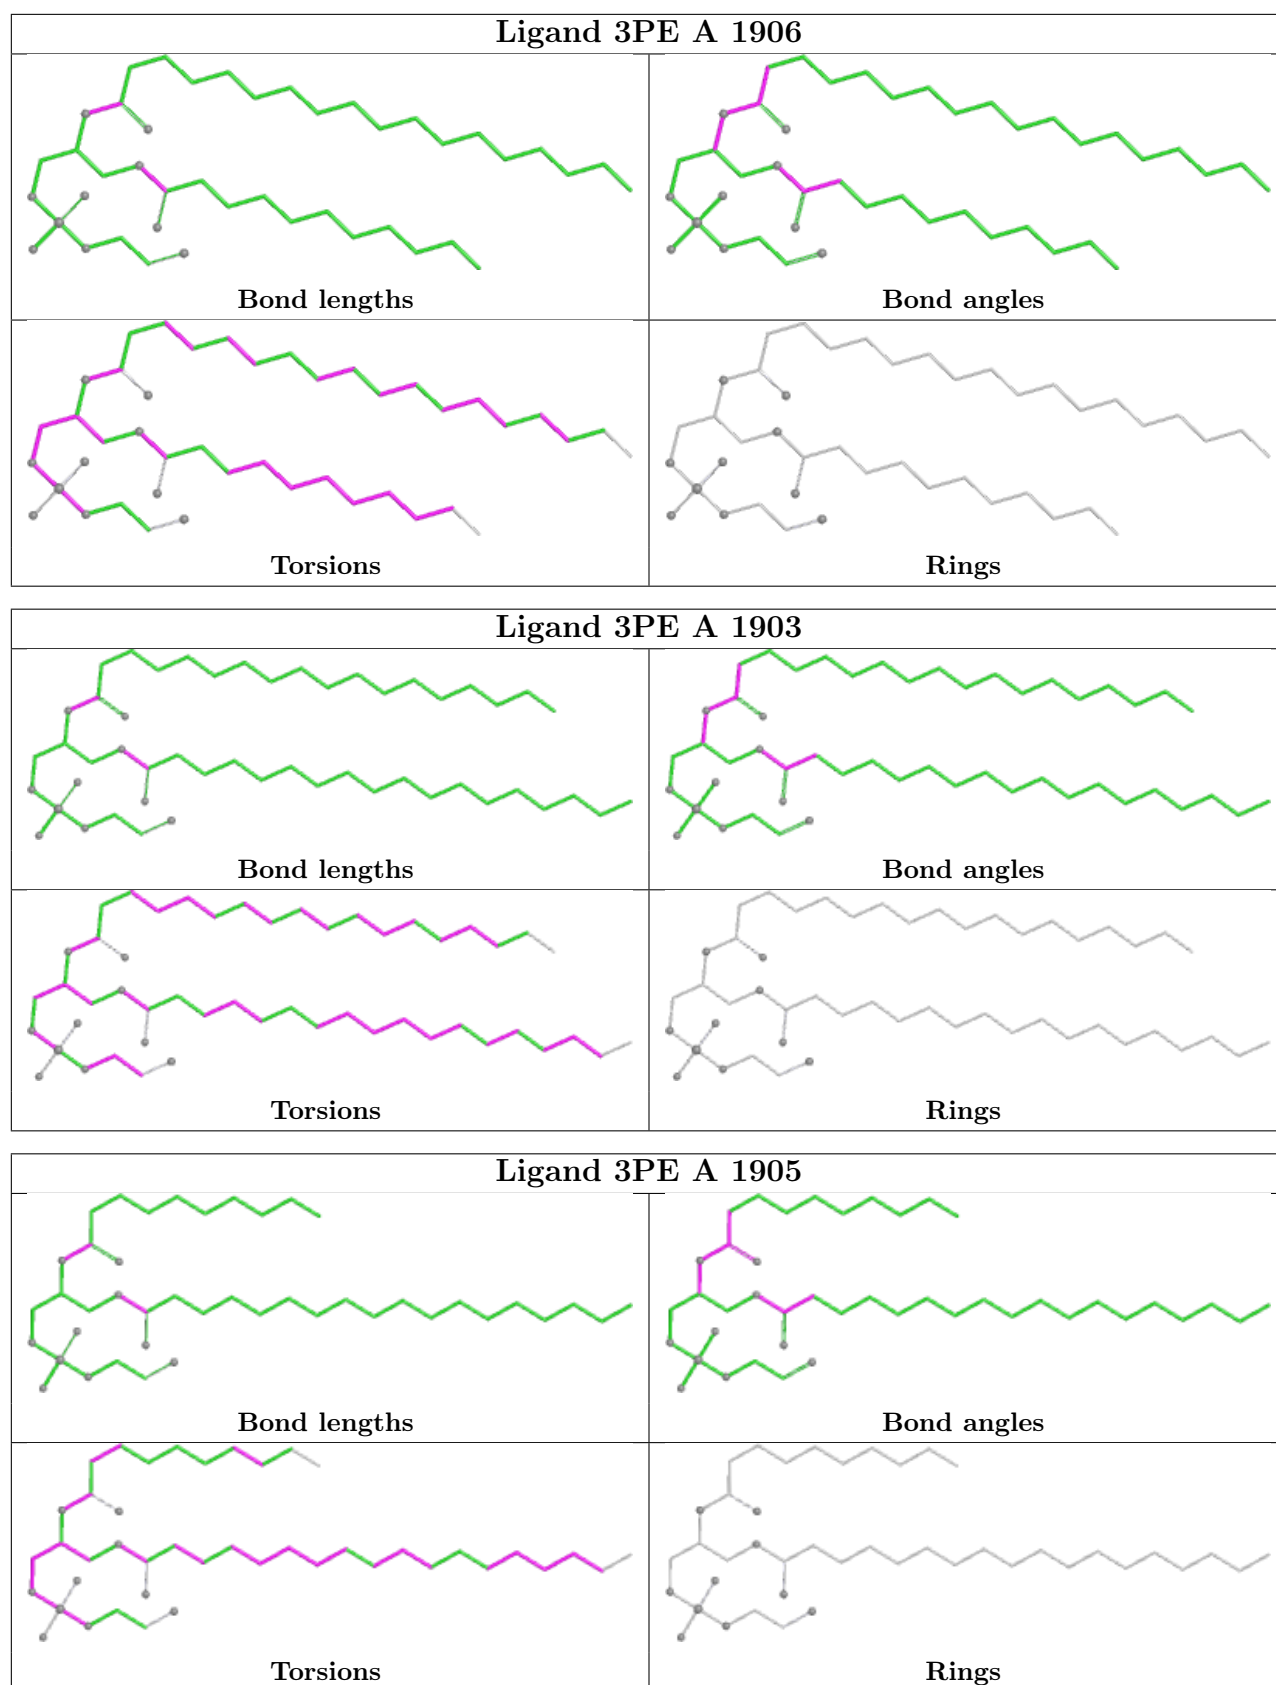 Ligand 3PE A 1906
Bond lengths
Bond angles
Torsions
Rings
Ligand 3PE A 1903
Bond lengths
Bond angles
Torsions
Rings
Ligand 3PE A 1905
Bond lengths
Bond angles
Torsions
Rings